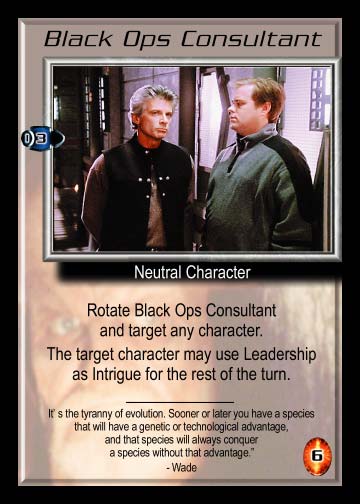 Black Ops Consultant
3
Neutral Character
Rotate Black Ops Consultant
and target any character.
The target character may use Leadership
as Intrigue for the rest of the turn.
It' s the tyranny of evolution. Sooner or later you have a species
that will have a genetic or technological advantage,
and that species will always conquer
a species without that advantage."
- Wade
6